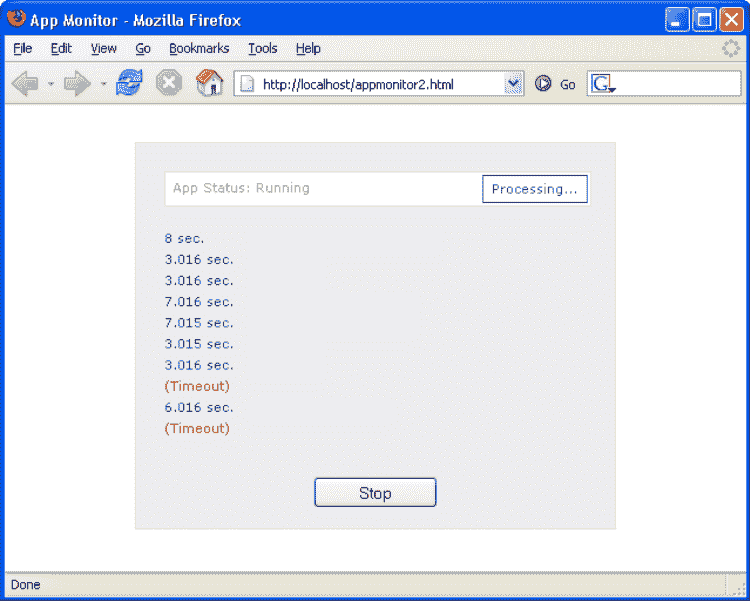 App Monitor - Mozilla Firefox
File Edit View Go Bookmarks Tools Help
http://localhost/appmonitor2.html Go G
App Status: Running Processing...
8 sec.
3.016 sec.
3.016 sec.
7.016 sec.
7.015 sec.
3.015 sec.
3.016 sec.
(Timeout)
6.016 sec.
(Timeout)
Stop
Done